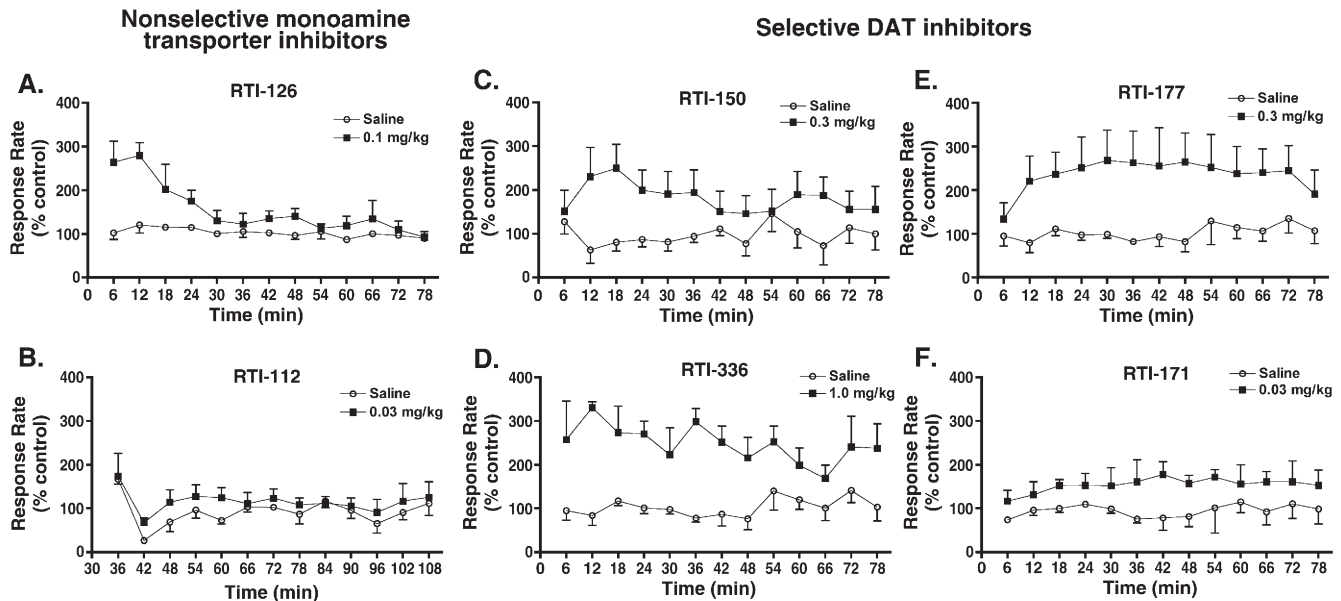 Nonselective monoamine
transporter inhibitors
Selective DAT inhibitors
A.
RTI-126
Saline
0.1 mg/kg
Response Rate
(% control)
400
300
200
100
0
0 6 12 18 24 30 36 42 48 54 60 66 72 78
Time (min)
C.
RTI-150
Saline
0.3 mg/kg
Response Rate
(% control)
400
300
200
100
0
0 6 12 18 24 30 36 42 48 54 60 66 72 78
Time (min)
E.
RTI-177
Saline
0.3 mg/kg
Response Rate
(% control)
400
300
200
100
0
0 6 12 18 24 30 36 42 48 54 60 66 72 78
Time (min)
B.
RTI-112
Saline
0.03 mg/kg
Response Rate
(% control)
400
300
200
100
0
30 36 42 48 54 60 66 72 78 84 90 96 102 108
Time (min)
D.
RTI-336
Saline
1.0 mg/kg
Response Rate
(% control)
400
300
200
100
0
0 6 12 18 24 30 36 42 48 54 60 66 72 78
Time (min)
F.
RTI-171
Saline
0.03 mg/kg
Response Rate
(% control)
400
300
200
100
0
0 6 12 18 24 30 36 42 48 54 60 66 72 78
Time (min)